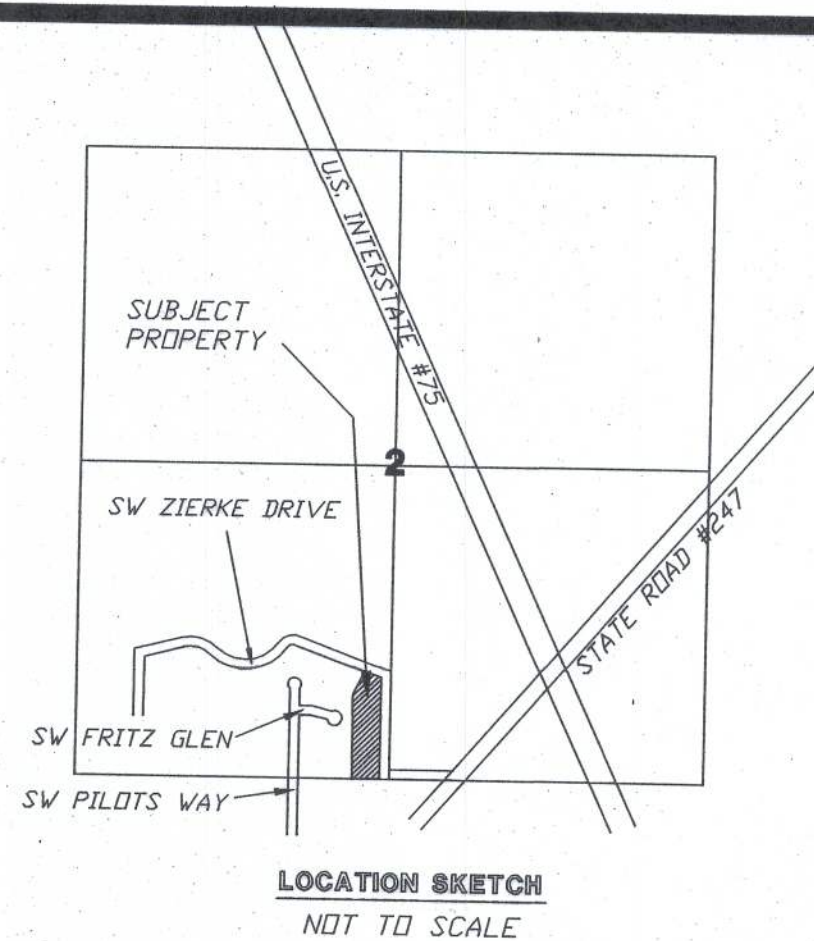 U.S. INTERSTATE #75
SUBJECT
PROPERTY
2
SW ZIERKE DRIVE
STATE ROAD #247
SW FRITZ GLEN
SW PILOTS WAY
LOCATION SKETCH
NOT TO SCALE